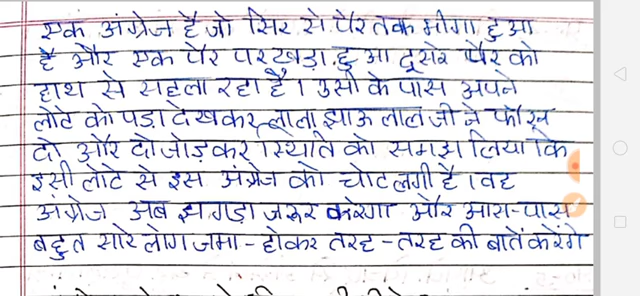 एक अंग्रेज है जो सिर से पैर तक भीगा हुआ
है और एक पैर पर खड़ा हुआ दूसरे पैर को
हाथ से सहला रहा है। उसी के पास अपने
लोटे को पड़ा देखकर लाला झाऊ लाल जी ने फौरन
दो और दो जोड़कर स्थिति को समझ लिया कि
इसी लोटे से इस अंग्रेज को चोट लगी है। वह
अंग्रेज अब झगड़ा जरूर करेगा और आस-पास
बहुत सारे लोग जमा-होकर तरह-तरह की बातें करेंगे